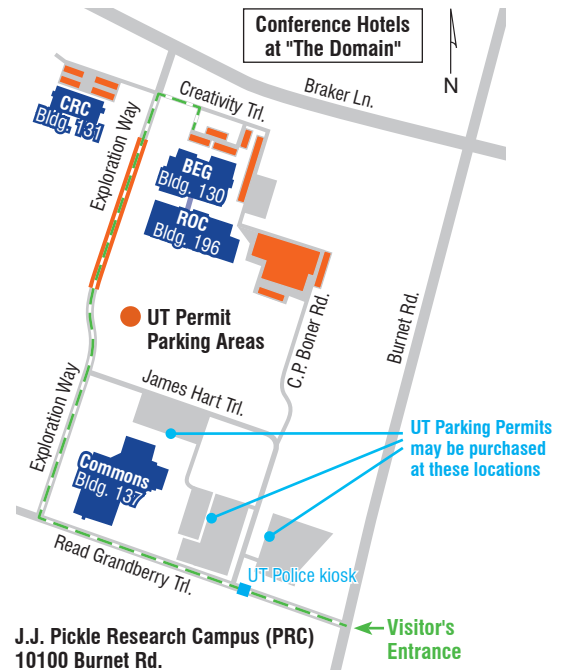 Conference Hotels
at "The Domain"
N
Braker Ln.
Creativity Trl.
CRC
Bldg. 131
Exploration Way
BEG
Bldg. 130
ROC
Bldg. 196
UT Permit
Parking Areas
C.P. Boner Rd.
Burnet Rd.
James Hart Trl.
Exploration Way
UT Parking Permits
may be purchased
at these locations
Commons
Bldg. 137
Read Grandberry Trl.
UT Police kiosk
Visitor's
Entrance
J.J. Pickle Research Campus (PRC)
10100 Burnet Rd.